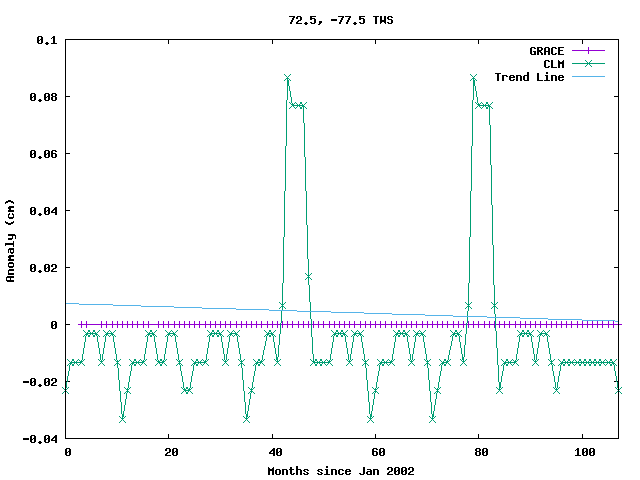 72.5, -77.5 TWS
GRACE
CLM
Trend Line
0.1
0.08
0.06
0.04
0.02
0
-0.02
-0.04
Anomaly (cm)
0 20 40 60 80 100
Months since Jan 2002